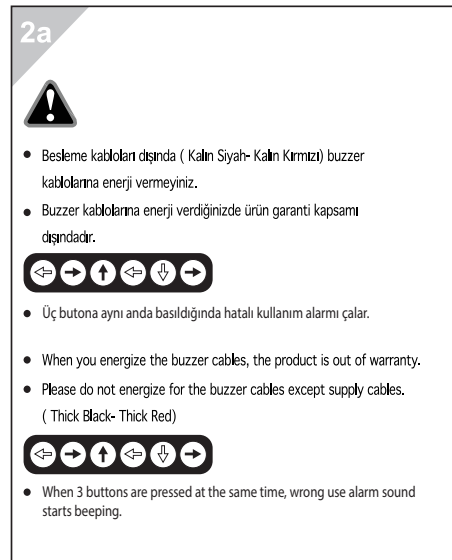 2a
Besleme kabloları dışında ( Kalın Siyah- Kalın Kırmızı) buzzer
kablolarına enerji vermeyiniz.
Buzzer kablolarına enerji verdiğinizde ürün garanti kapsamı
dışındadır.
Üç butona aynı anda basıldığında hatalı kullanım alarmı çalar.
When you energize the buzzer cables, the product is out of warranty.
Please do not energize for the buzzer cables except supply cables.
( Thick Black- Thick Red)
When 3 buttons are pressed at the same time, wrong use alarm sound
starts beeping.